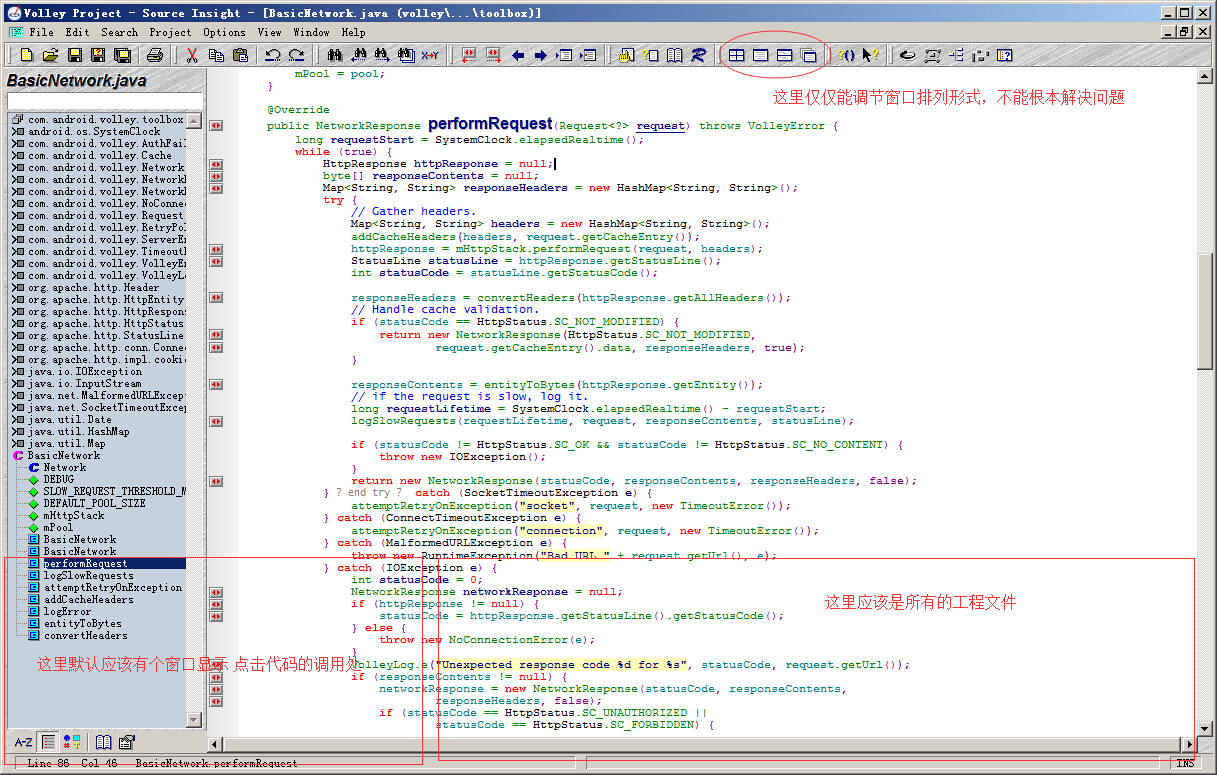 Volley Project - Source Insight - [BasicNetwork.java (volley\...\toolbox)]
File Edit Search Project Options View Window Help
BasicNetwork.java
com.android.volley.toolbox
android.os.SystemClock
com.android.volley.AuthFai
com.android.volley.Cache
com.android.volley.Network
com.android.volley.Network
com.android.volley.Network
com.android.volley.NoConne
com.android.volley.Request
com.android.volley.RetryPo
com.android.volley.ServerEr
com.android.volley.Timeout
com.android.volley.VolleyEr
com.android.volley.VolleyLo
org.apache.http.Header
org.apache.http.HttpEntity
org.apache.http.HttpRespons
org.apache.http.HttpStatus
org.apache.http.StatusLine
org.apache.http.conn.Connec
org.apache.http.impl.cookie
java.io.IOException
java.io.InputStream
java.net.MalformedURLExcept
java.net.SocketTimeoutExcep
java.util.Date
java.util.HashMap
java.util.Map
BasicNetwork
Network
DEBUG
SLOW_REQUEST_THRESHOLD_M
DEFAULT_POOL_SIZE
mHttpStack
mPool
BasicNetwork
BasicNetwork
performRequest
logSlowRequests
attemptRetryOnException
addCacheHeaders
logError
entityToBytes
convertHeaders
这里默认应该有个窗口显示 点击代码的调用处
A-Z
mPool = pool;
}
这里仅仅能调节窗口排列形式，不能根本解决问题
@Override
public NetworkResponse performRequest(Request<?> request) throws VolleyError {
long requestStart = SystemClock.elapsedRealtime();
while (true) {
HttpResponse httpResponse = null;
byte[] responseContents = null;
Map<String, String> responseHeaders = new HashMap<String, String>();
try {
// Gather headers.
Map<String, String> headers = new HashMap<String, String>();
addCacheHeaders(headers, request.getCacheEntry());
httpResponse = mHttpStack.performRequest(request, headers);
StatusLine statusLine = httpResponse.getStatusLine();
int statusCode = statusLine.getStatusCode();
responseHeaders = convertHeaders(httpResponse.getAllHeaders());
// Handle cache validation.
if (statusCode == HttpStatus.SC_NOT_MODIFIED) {
return new NetworkResponse(HttpStatus.SC_NOT_MODIFIED,
request.getCacheEntry().data, responseHeaders, true);
}
responseContents = entityToBytes(httpResponse.getEntity());
// if the request is slow, log it.
long requestLifetime = SystemClock.elapsedRealtime() - requestStart;
logSlowRequests(requestLifetime, request, responseContents, statusLine);
if (statusCode != HttpStatus.SC_OK && statusCode != HttpStatus.SC_NO_CONTENT) {
throw new IOException();
}
return new NetworkResponse(statusCode, responseContents, responseHeaders, false);
} ? end try ? catch (SocketTimeoutException e) {
attemptRetryOnException("socket", request, new TimeoutError());
} catch (ConnectTimeoutException e) {
attemptRetryOnException("connection", request, new TimeoutError());
} catch (MalformedURLException e) {
throw new RuntimeException("Bad URL " + request.getUrl(), e);
} catch (IOException e) {
int statusCode = 0;
NetworkResponse networkResponse = null;
if (httpResponse != null) {
这里应该是所有的工程文件
statusCode = httpResponse.getStatusLine().getStatusCode();
} else {
throw new NoConnectionError(e);
}
VolleyLog.e("Unexpected response code %d for %s", statusCode, request.getUrl());
if (responseContents != null) {
networkResponse = new NetworkResponse(statusCode, responseContents,
responseHeaders, false);
if (statusCode == HttpStatus.SC_UNAUTHORIZED ||
statusCode == HttpStatus.SC_FORBIDDEN) {
Line 86 Col 46 BasicNetwork.performRequest
INS